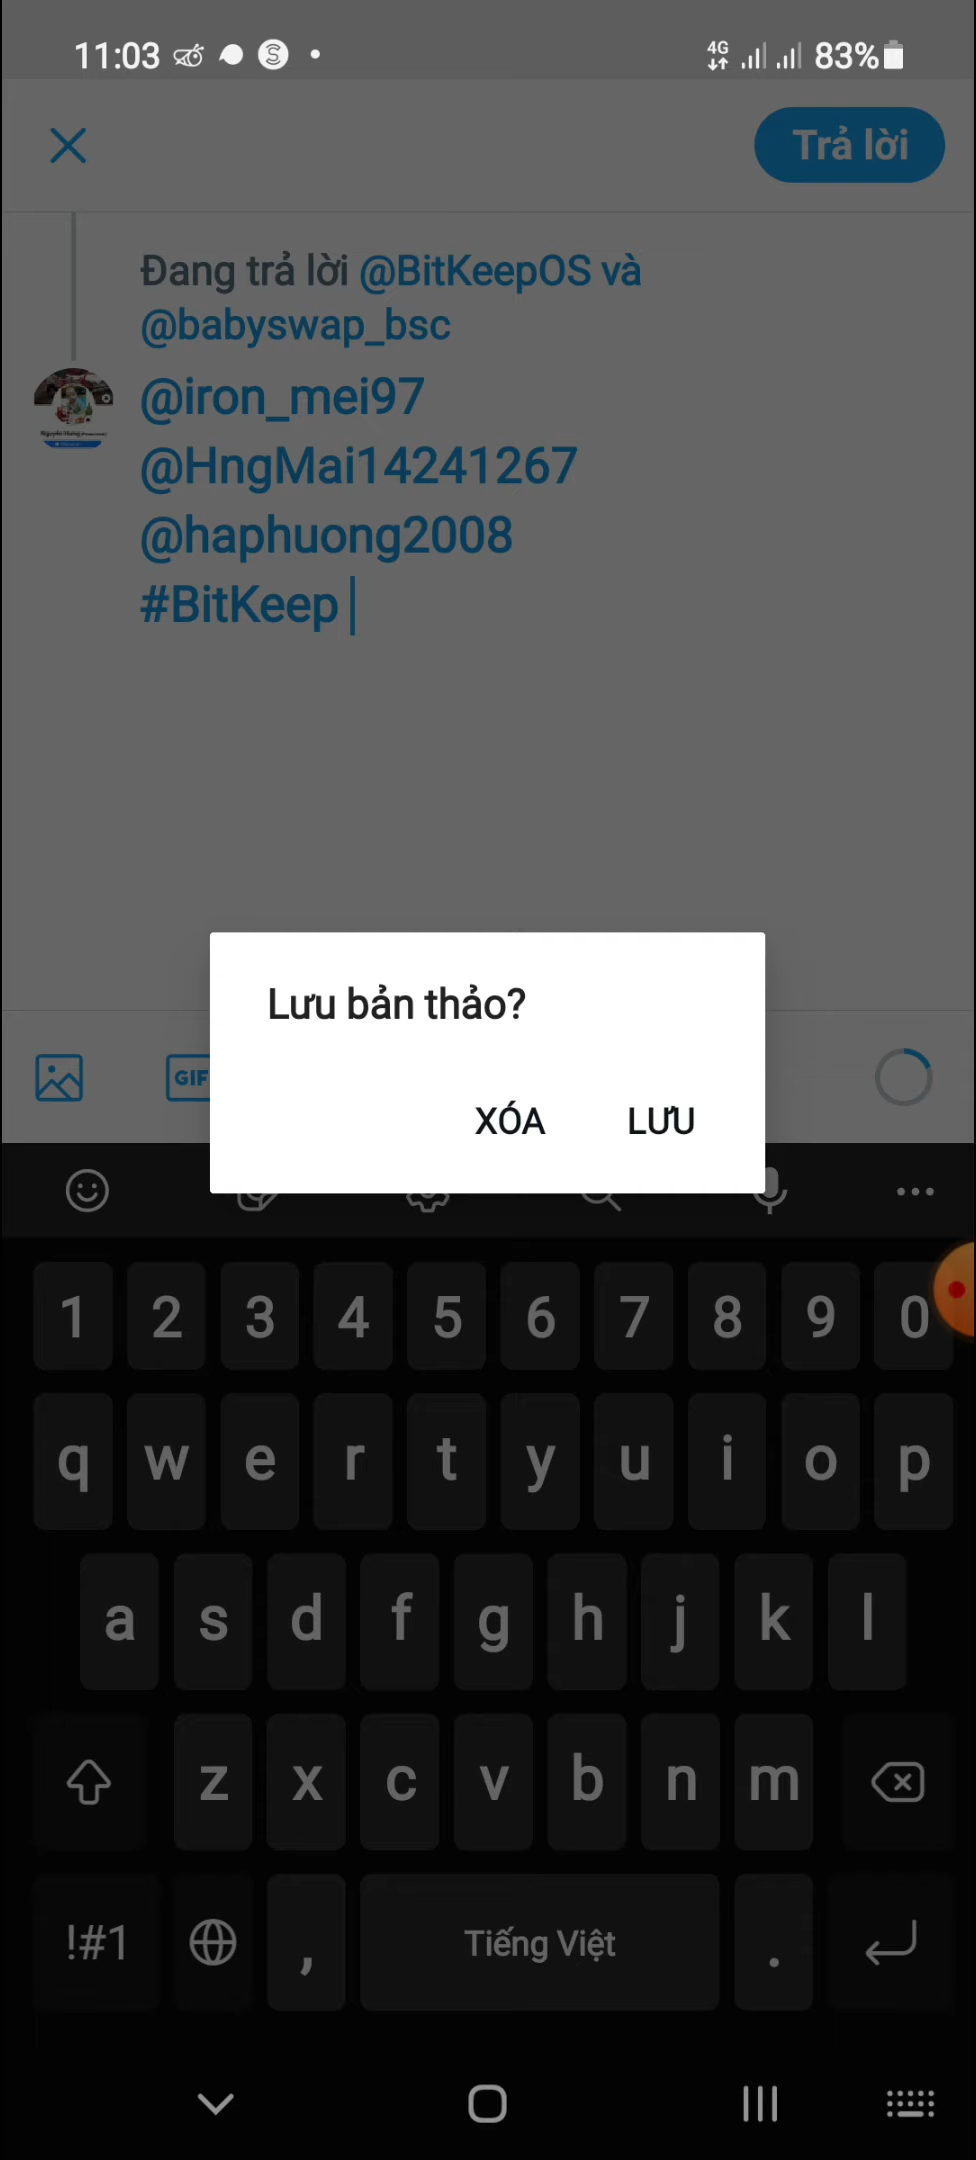 11:03
4G
83%
Trả lời
Đang trả lời @BitKeepOS và
@babyswap_bsc
@iron_mei97
@HngMai14241267
@haphuong2008
#BitKeep
Lưu bản thảo?
XÓA LƯU
GIF
1 2 3 4 5 6 7 8 9 0
q w e r t y u i o p
a s d f g h j k l
z x c v b n m
!#1 , Tiếng Việt .